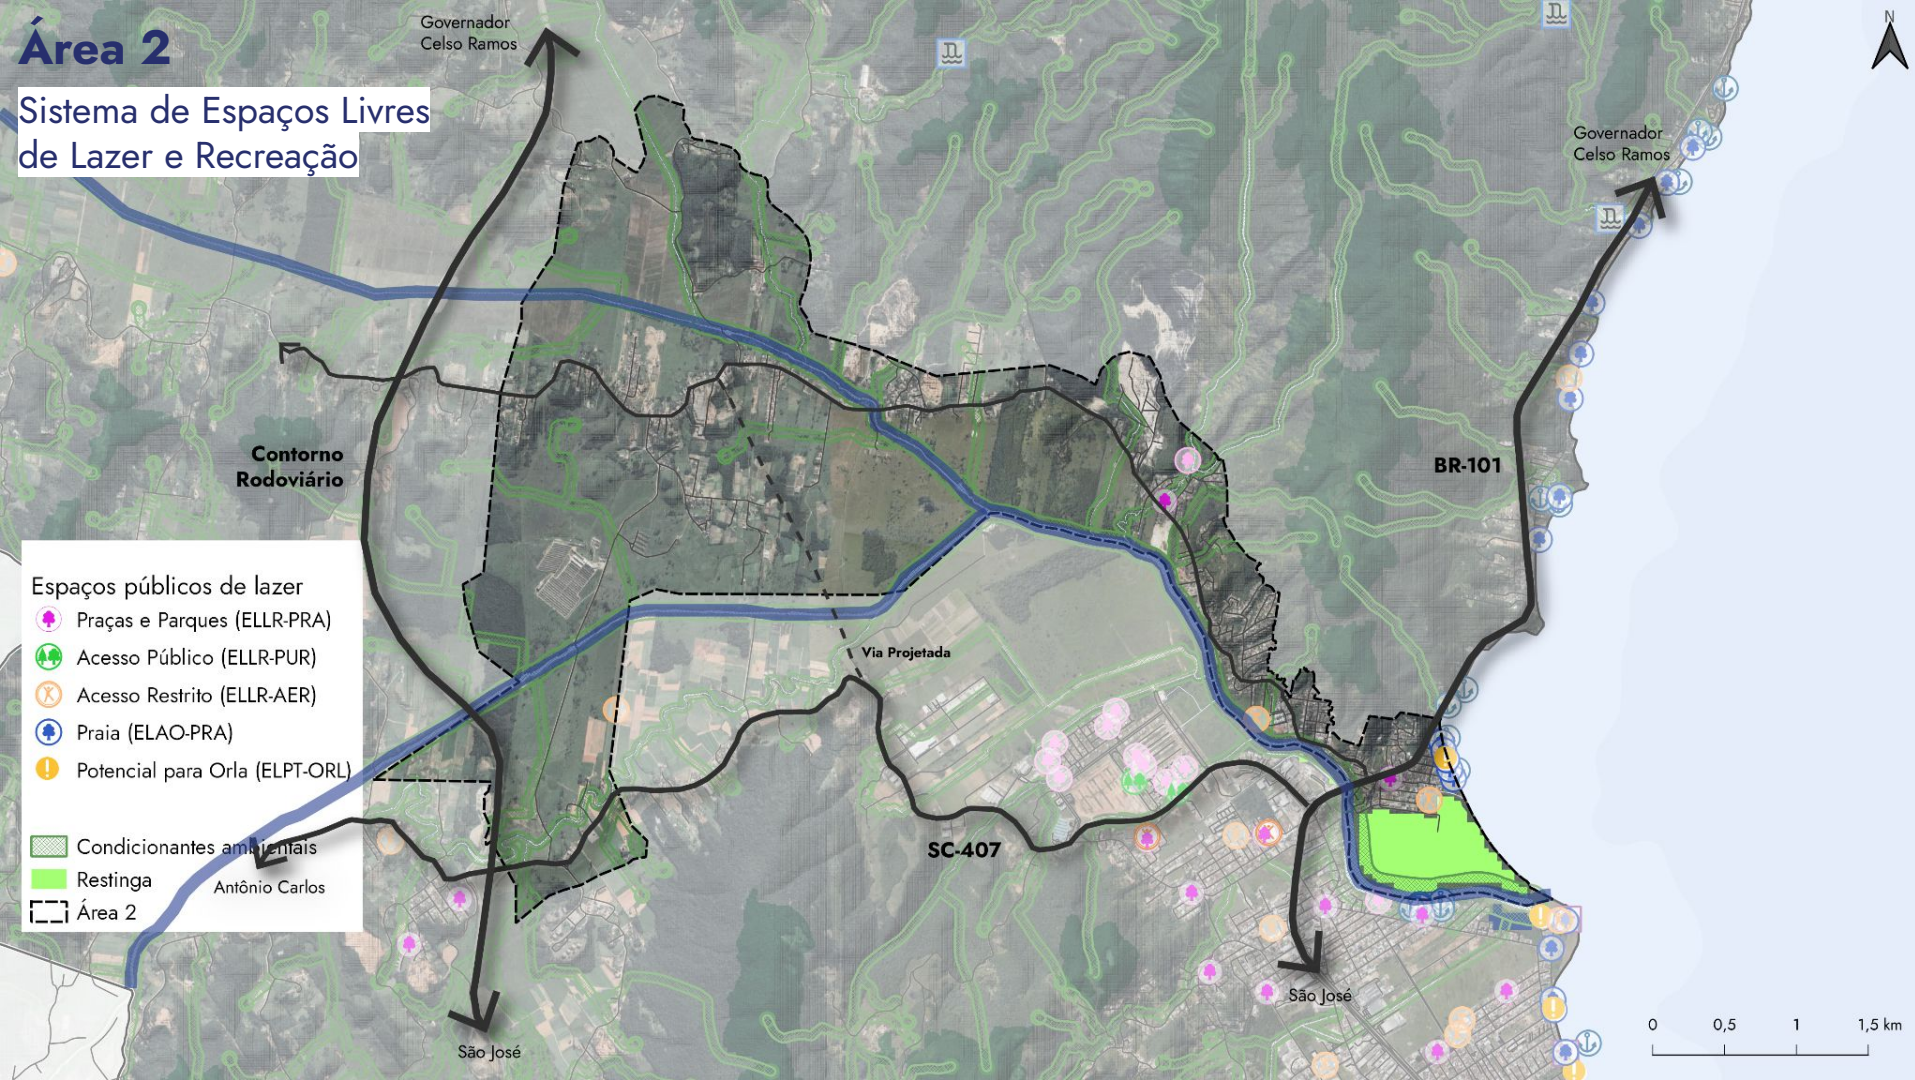 Área 2
Sistema de Espaços Livres
de Lazer e Recreação
Governador
Celso Ramos
N
Governador
Celso Ramos
Contorno
Rodoviário
BR-101
Via Projetada
SC-407
Espaços públicos de lazer
Praças e Parques (ELLR-PRA)
Acesso Público (ELLR-PUR)
Acesso Restrito (ELLR-AER)
Praia (ELAO-PRA)
Potencial para Orla (ELPT-ORL)
Condicionantes ambientais
Restinga
Área 2
Antônio Carlos
São José
São José
0 0,5 1 1,5 km